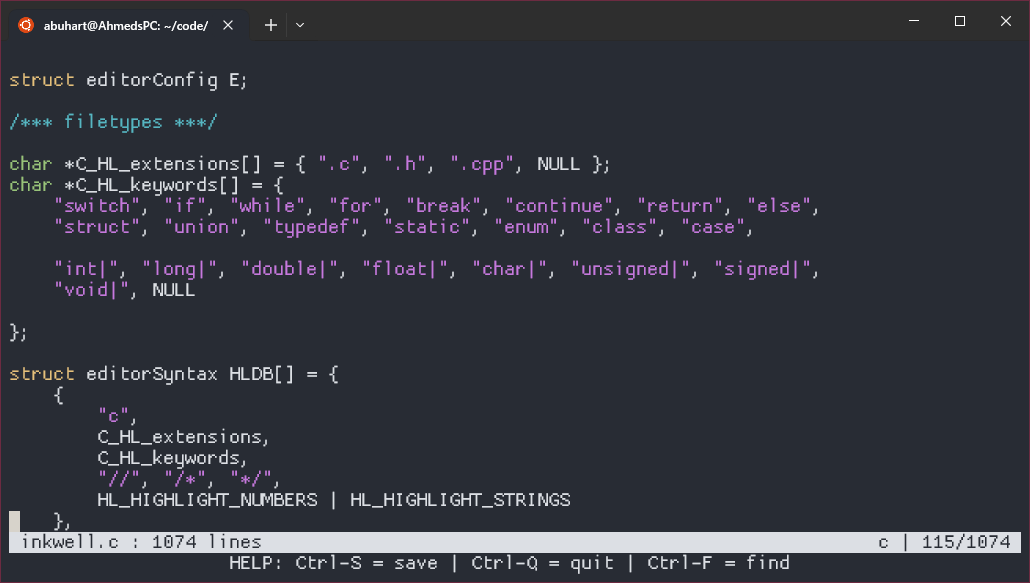 abuhart@AhmedsPC: ~/code/
struct editorConfig E;
/*** filetypes ***/
char *C_HL_extensions[] = { ".c", ".h", ".cpp", NULL };
char *C_HL_keywords[] = {
    "switch", "if", "while", "for", "break", "continue", "return", "else",
    "struct", "union", "typedef", "static", "enum", "class", "case",
    "int|", "long|", "double|", "float|", "char|", "unsigned|", "signed|",
    "void|", NULL
};
struct editorSyntax HLDB[] = {
    {
        "c",
        C_HL_extensions,
        C_HL_keywords,
        "//", "/*", "*/",
        HL_HIGHLIGHT_NUMBERS | HL_HIGHLIGHT_STRINGS
    },
inkwell.c : 1074 lines c | 115/1074
HELP: Ctrl-S = save | Ctrl-Q = quit | Ctrl-F = find